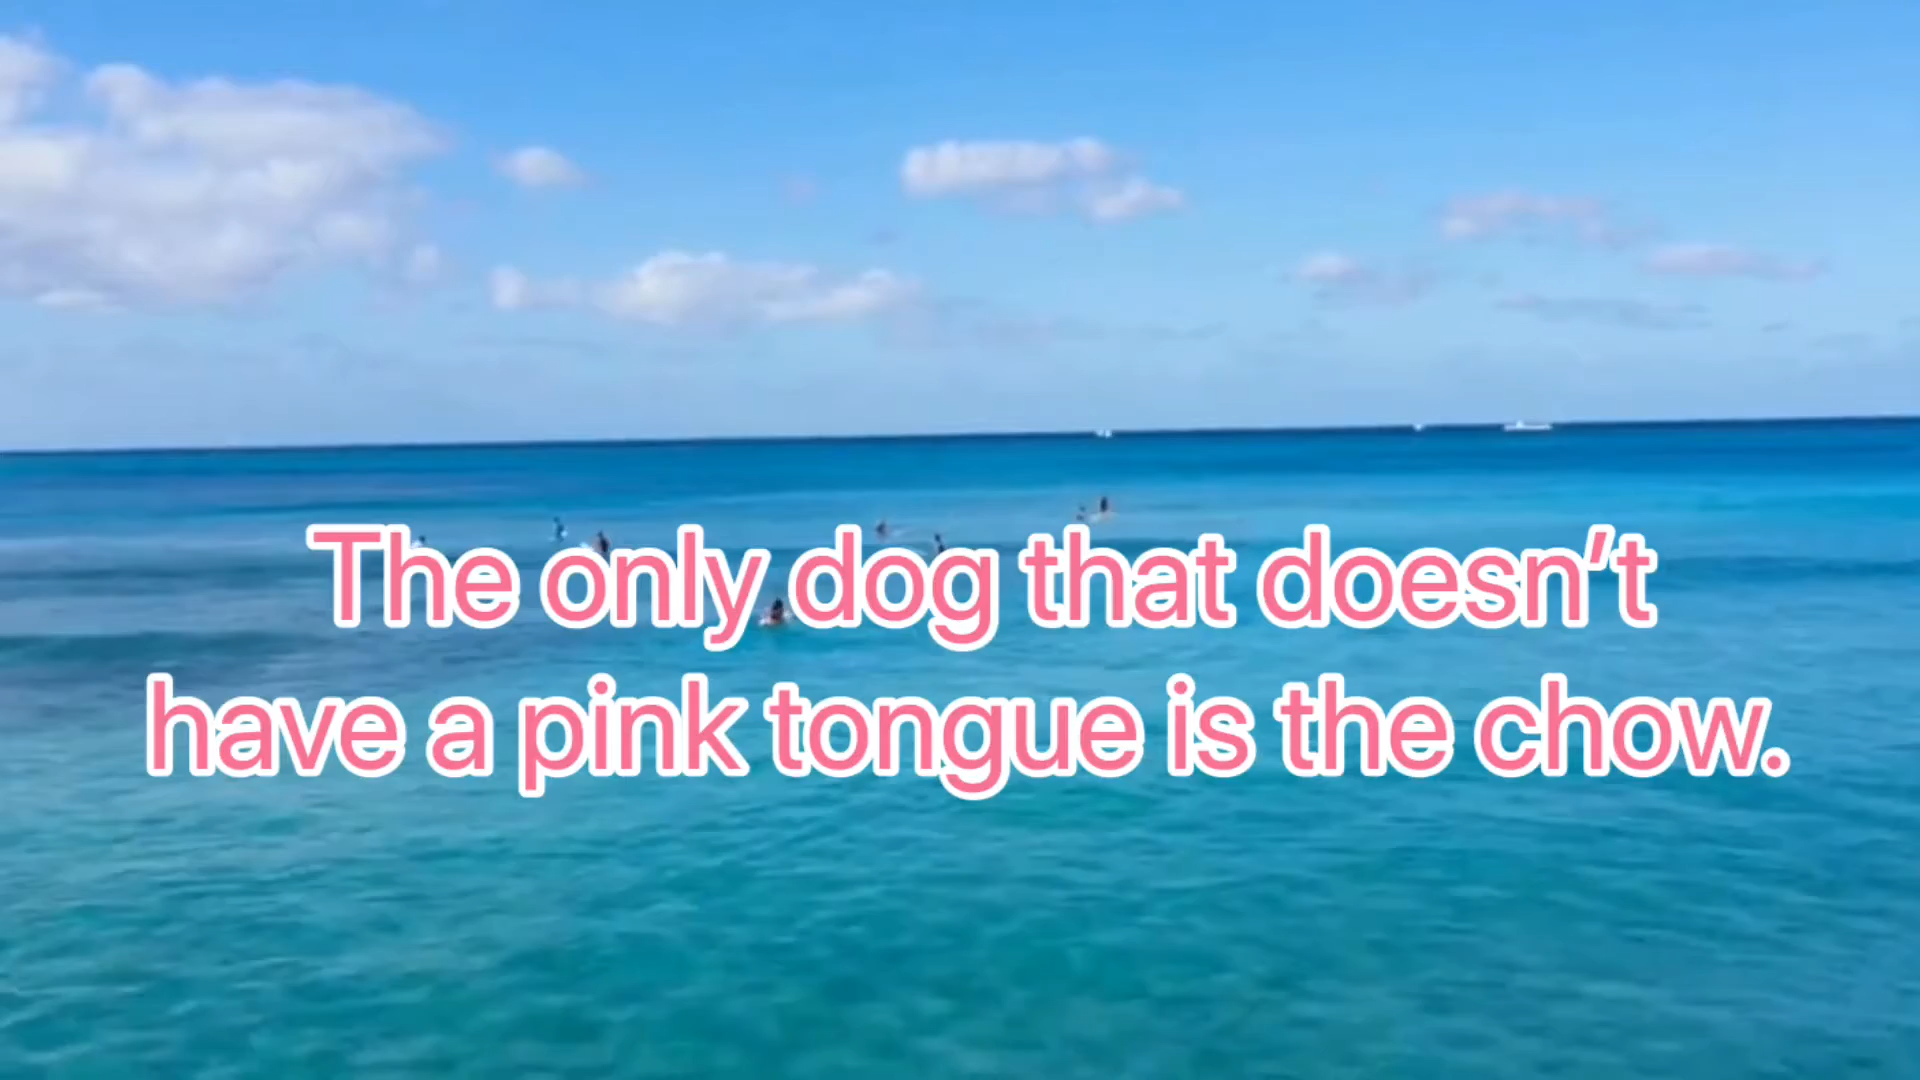 The only dog that doesn’t
have a pink tongue is the chow.